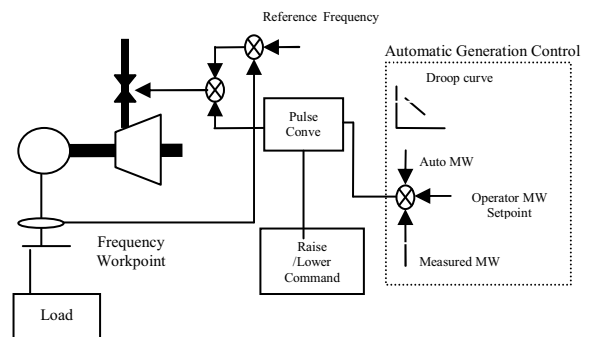 Reference Frequency
Automatic Generation Control
Droop curve
Pulse
Conve
Auto MW
Operator MW
Setpoint
Measured MW
Frequency
Workpoint
Raise
/Lower
Command
Load